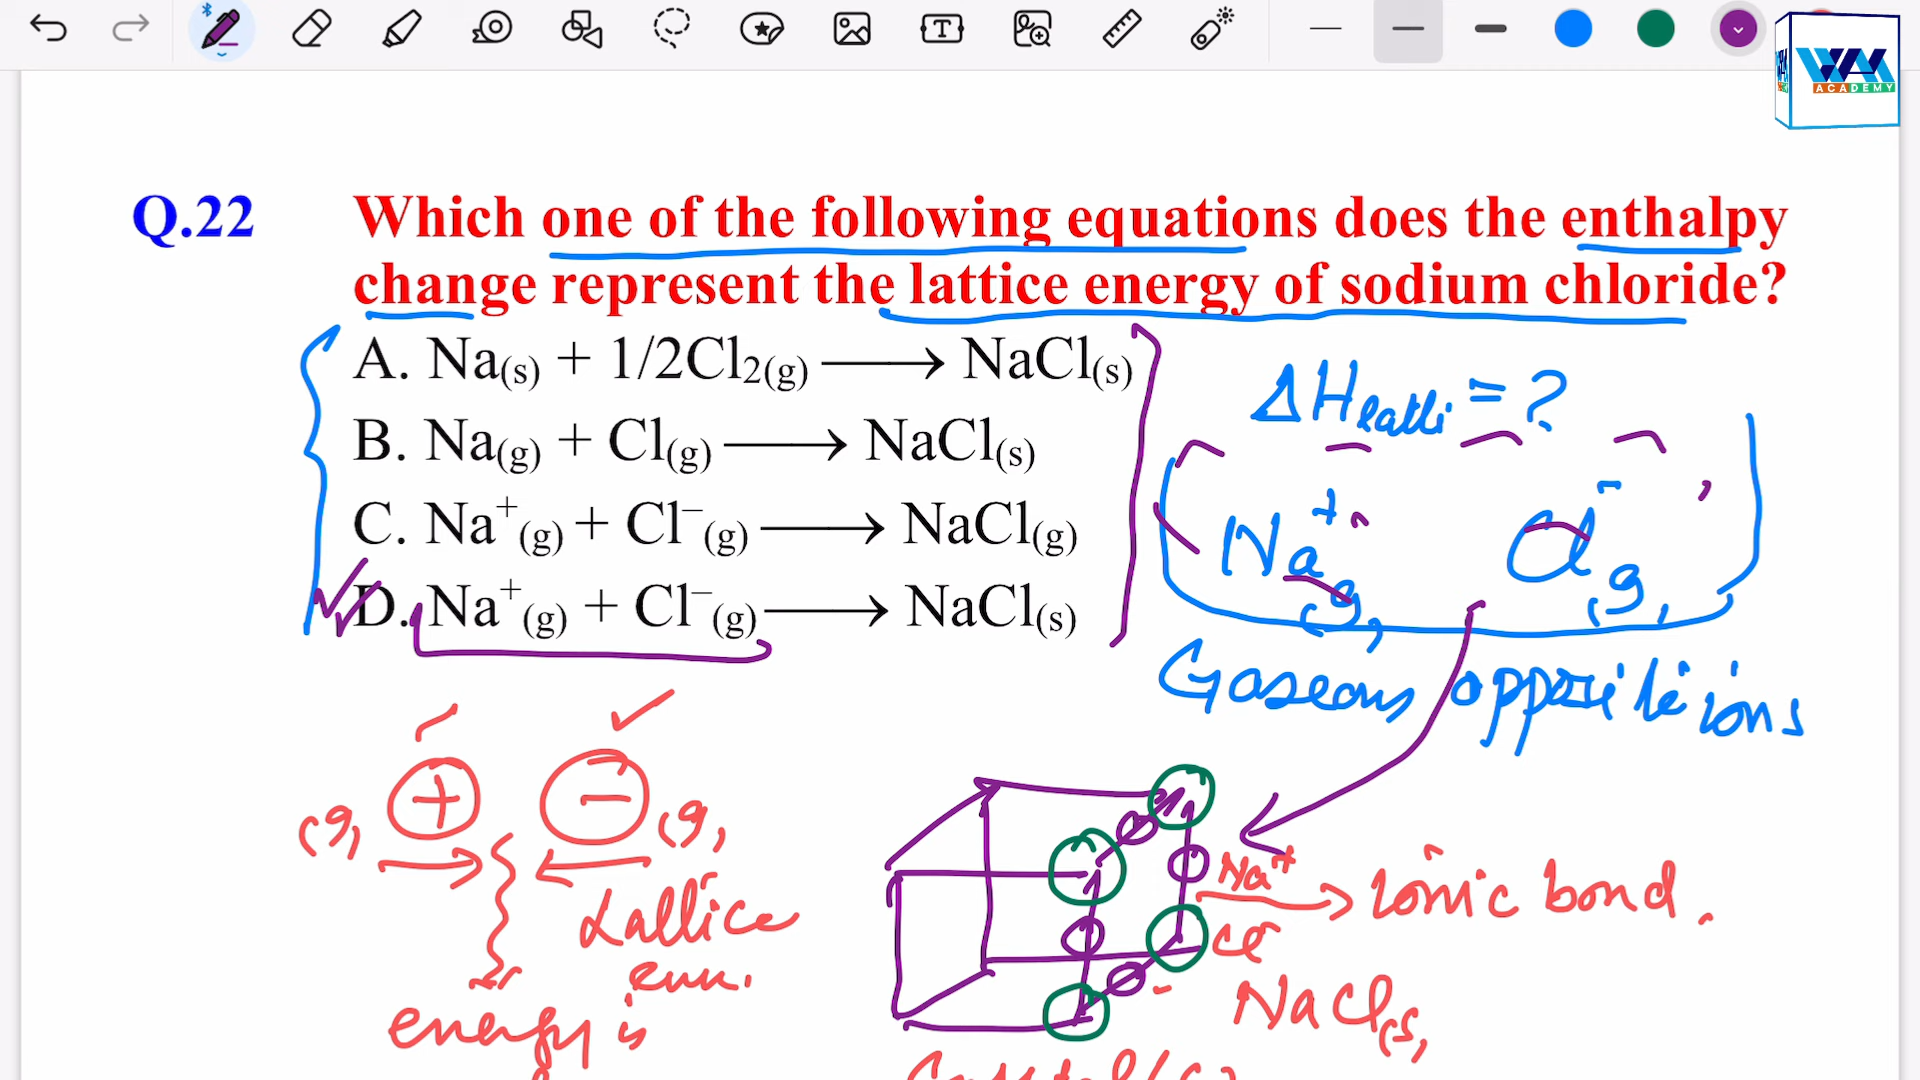 WAM
ACADEMY
Q.22 Which one of the following equations does the enthalpy
change represent the lattice energy of sodium chloride?
A. Na(s) + 1/2Cl2(g) ⟶ NaCl(s)
B. Na(g) + Cl(g) ⟶ NaCl(s)
C. Na⁺(g) + Cl⁻(g) ⟶ NaCl(g)
D. Na⁺(g) + Cl⁻(g) ⟶ NaCl(s)
ΔHlatti = ?
Na⁺(g) Cl⁻(g)
Gaseous opposite ions
(g) + − (g)
Lattice
energy is
Na⁺ → ionic bond.
Cl⁻
NaCl(s)